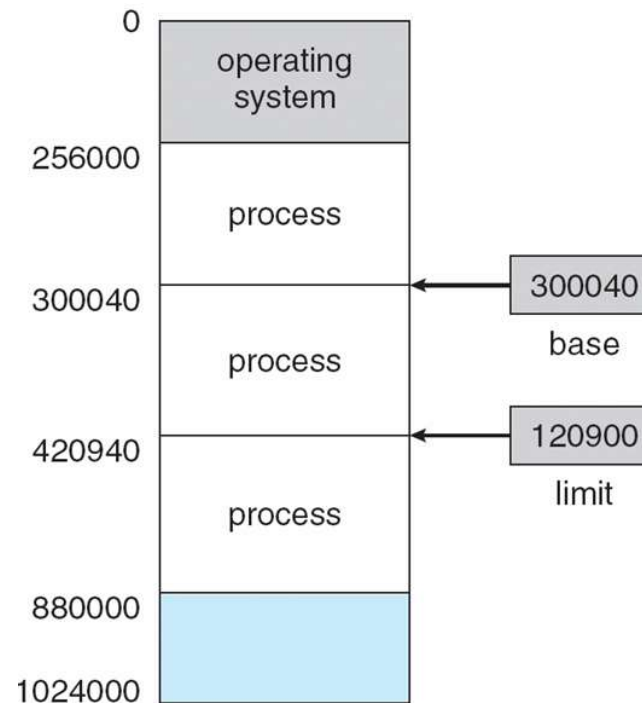 0
operating
system
256000
process
300040
300040
base
process
420940
120900
limit
process
880000
1024000